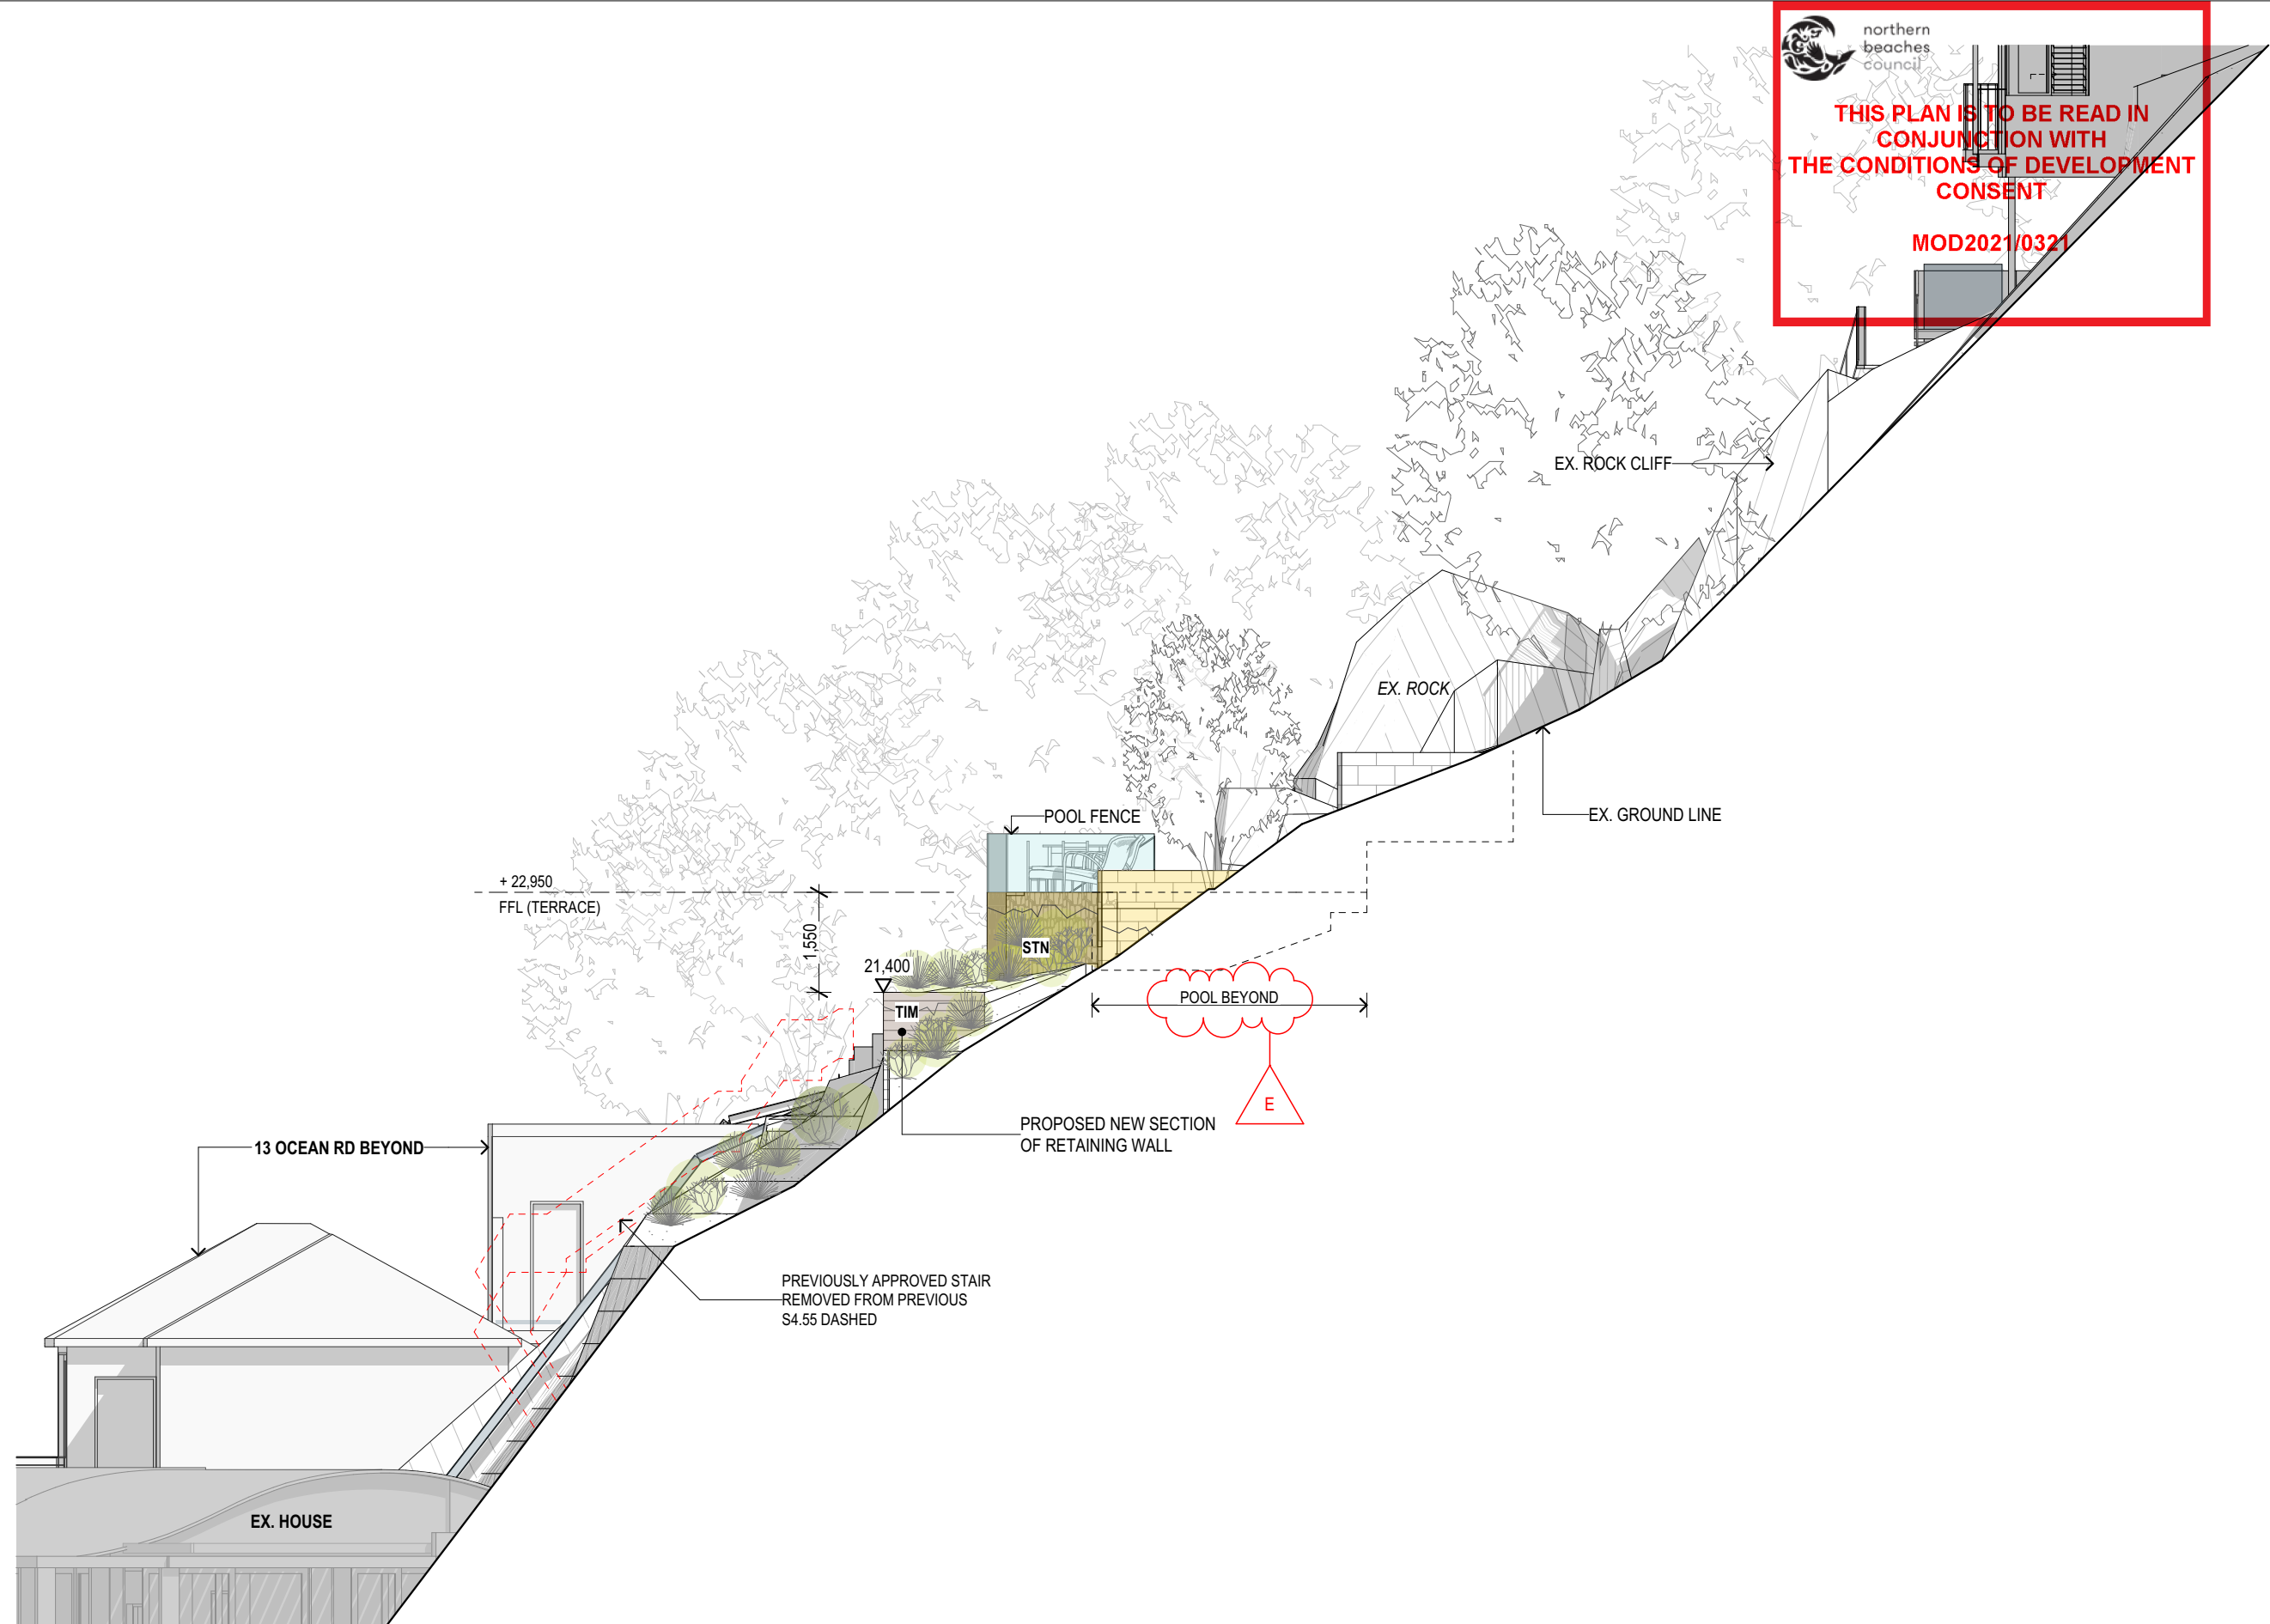 northern
beaches
council
THIS PLAN IS TO BE READ IN
CONJUNCTION WITH
THE CONDITIONS OF DEVELOPMENT
CONSENT
MOD2021/0321
EX. ROCK CLIFF
EX. ROCK
EX. GROUND LINE
POOL FENCE
+ 22,950
FFL (TERRACE)
1,550
STN
21,400
TIM
POOL BEYOND
E
PROPOSED NEW SECTION
OF RETAINING WALL
13 OCEAN RD BEYOND
PREVIOUSLY APPROVED STAIR
REMOVED FROM PREVIOUS
S4.55 DASHED
EX. HOUSE